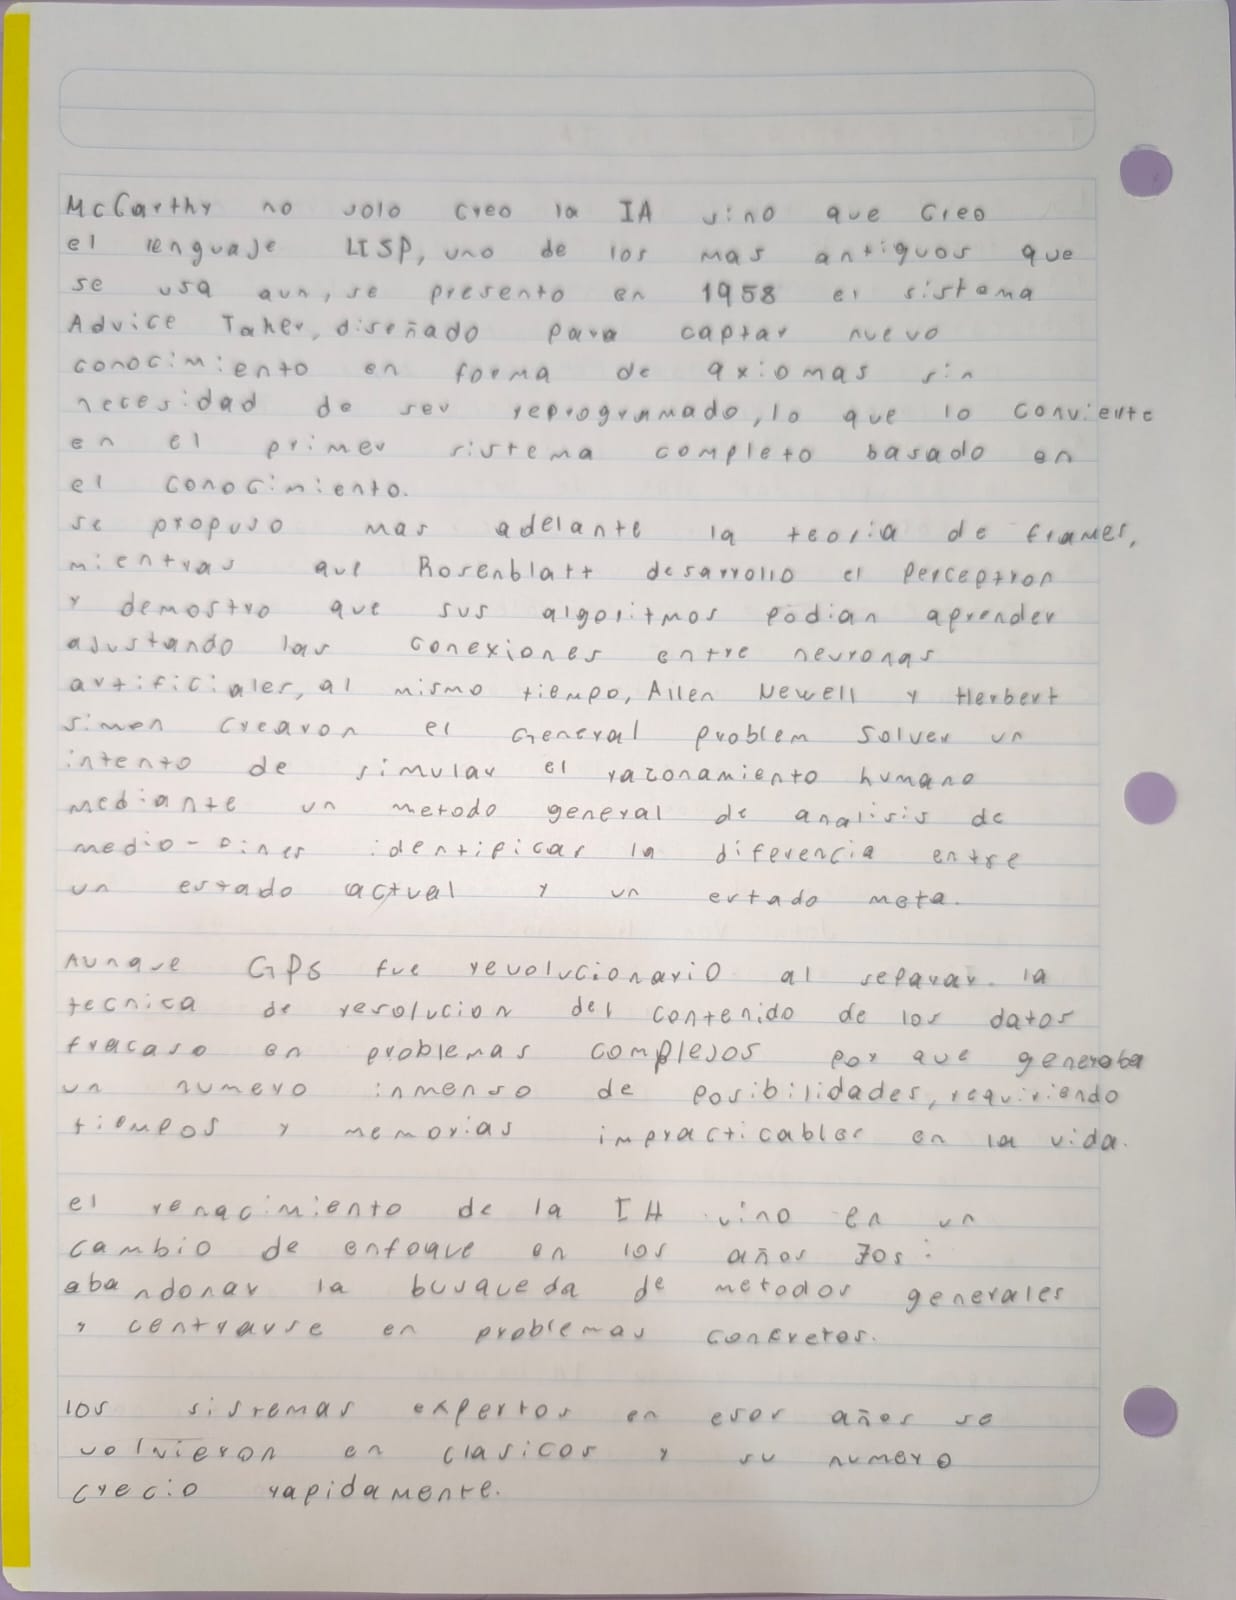 McCarthy no solo creo la IA sino que creo
el lenguaje LISP, uno de los mas antiguos que
se usa aun, se presento en 1958 el sistema
Advice Taker, diseñado para captar nuevo
conocimiento en forma de axiomas sin
necesidad de ser reprogramado, lo que lo convierte
en el primer sistema completo basado en
el conocimiento.
se propuso mas adelante la teoria de frames,
mientras que Rosenblatt desarrollo el perceptron
y demostro que sus algoritmos podian aprender
ajustando las conexiones entre neuronas
artificiales, al mismo tiempo, Allen Newell y Herbert
simon crearon el General problem solver un
intento de simular el razonamiento humano
mediante un metodo general de analisis de
medio-fines identificar la diferencia entre
un estado actual y un estado meta.
Aunque GPS fue revolucionario al separar la
tecnica de resolucion del contenido de los datos
fracaso en problemas complejos por que generaba
un numero inmenso de posibilidades, requiriendo
tiempos y memorias impracticables en la vida.
el renacimiento de la IA vino en un
cambio de enfoque en los años 70s:
abandonar la busqueda de metodos generales
y centrarse en problemas concretos.
los sistemas expertos en esos años se
volvieron en clasicos y su numero
crecio rapidamente.